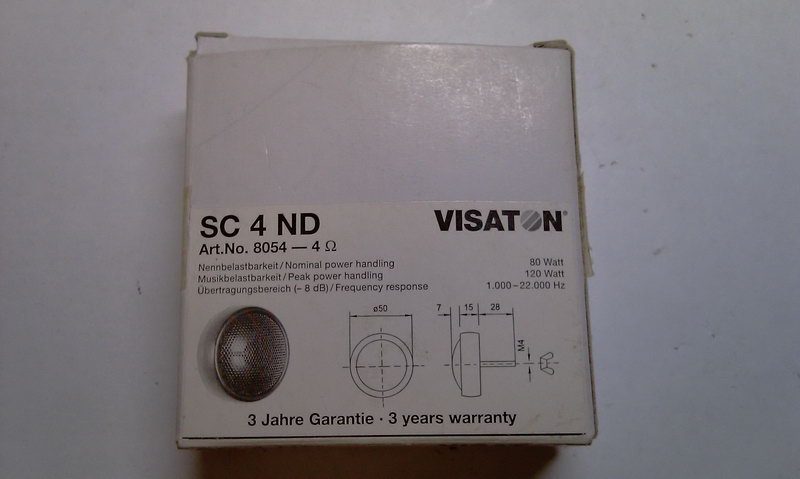 SC 4 ND
VISATON®
Art.No. 8054 — 4 Ω
Nennbelastbarkeit / Nominal power handling 80 Watt
Musikbelastbarkeit / Peak power handling 120 Watt
Übertragungsbereich (– 8 dB) / Frequency response 1.000–22.000 Hz
ø50
7 15 28
M4
3 Jahre Garantie · 3 years warranty